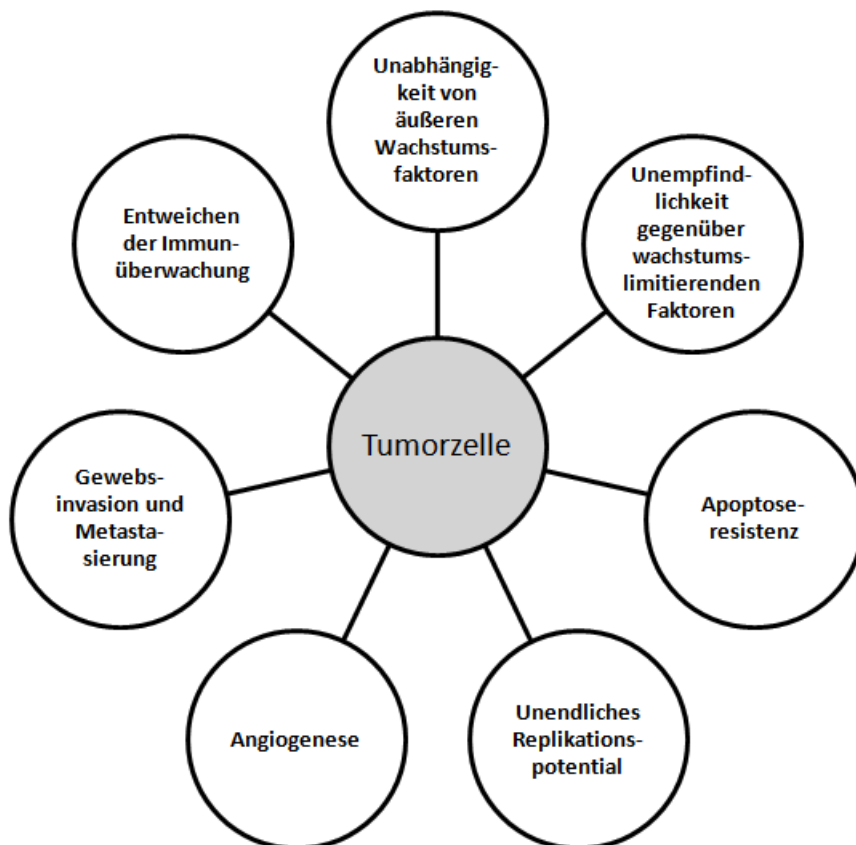 Unabhängig-
keit von
äußeren
Wachstums-
faktoren
Unempfind-
lichkeit
gegenüber
wachstums-
limitierenden
Faktoren
Apoptose-
resistenz
Unendliches
Replikations-
potential
Angiogenese
Gewebs-
invasion und
Metasta-
sierung
Entweichen
der Immun-
überwachung
Tumorzelle